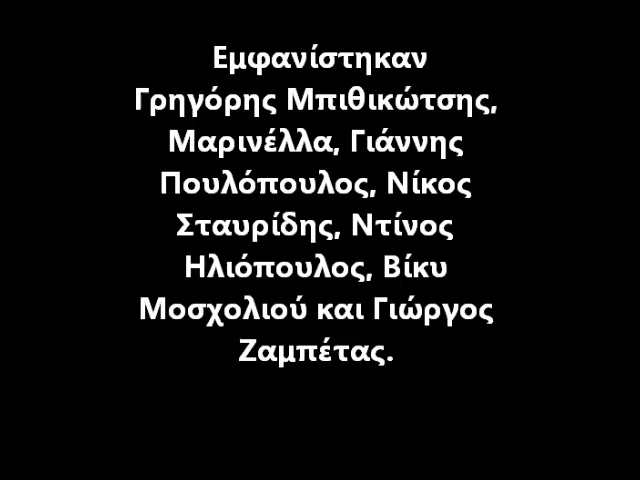 Εμφανίστηκαν
Γρηγόρης Μπιθικώτσης,
Μαρινέλλα, Γιάννης
Πουλόπουλος, Νίκος
Σταυρίδης, Ντίνος
Ηλιόπουλος, Βίκυ
Μοσχολιού και Γιώργος
Ζαμπέτας.